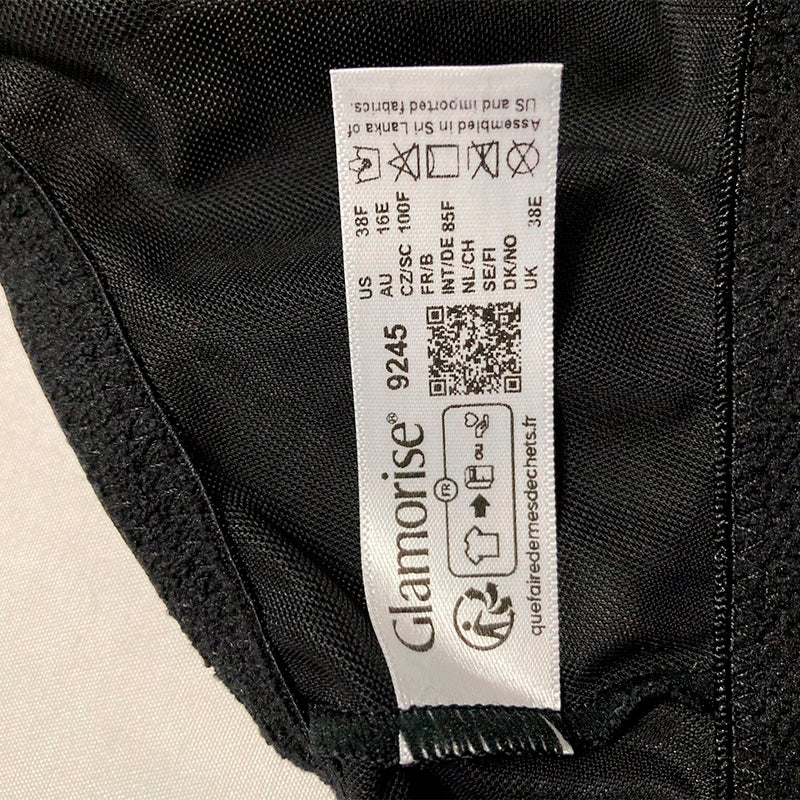 Glamorise® 9245
FR
OU
quefairedemesdechets.fr
US 38F
AU 16E
CZ/SC 100F
FR/B
INT/DE 85F
NL/CH
SE/FI
DK/NO
UK 38E
Assembled in Sri Lanka of
US and imported fabrics.